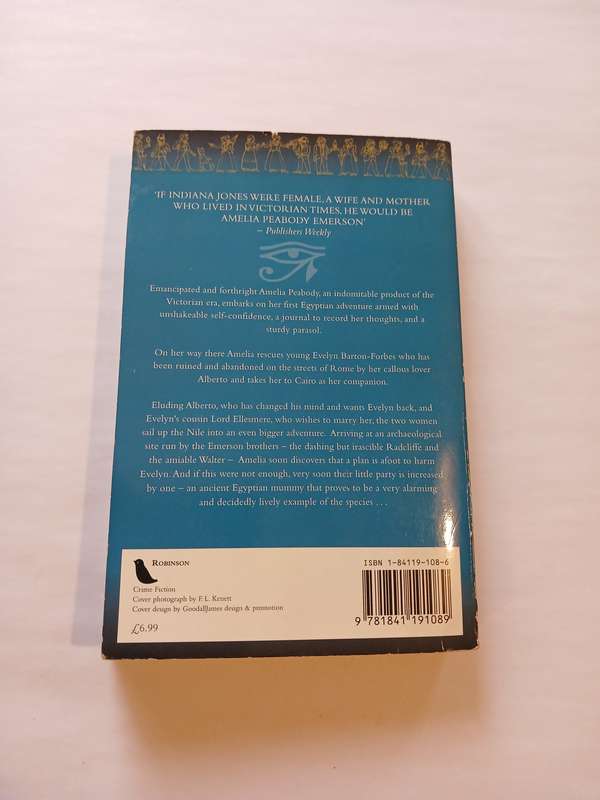 'IF INDIANA JONES WERE FEMALE, A WIFE AND MOTHER
WHO LIVED IN VICTORIAN TIMES, HE WOULD BE
AMELIA PEABODY EMERSON'
– Publishers Weekly
Emancipated and forthright Amelia Peabody, an indomitable product of the
Victorian era, embarks on her first Egyptian adventure armed with
unshakeable self-confidence, a journal to record her thoughts, and a
sturdy parasol.
On her way there Amelia rescues young Evelyn Barton-Forbes who has
been ruined and abandoned on the streets of Rome by her callous lover
Alberto and takes her to Cairo as her companion.
Eluding Alberto, who has changed his mind and wants Evelyn back, and
Evelyn's cousin Lord Ellesmere, who wishes to marry her, the two women
sail up the Nile into an even bigger adventure. Arriving at an archaeological
site run by the Emerson brothers – the dashing but irascible Radcliffe and
the amiable Walter – Amelia soon discovers that a plan is afoot to harm
Evelyn. And if this were not enough, very soon their little party is increased
by one – an ancient Egyptian mummy that proves to be a very alarming
and decidedly lively example of the species . . .
ROBINSON
Crime Fiction
Cover photograph by F. L. Kenett
Cover design by Goodall|James design & promotion
£6.99
ISBN 1-84119-108-6
9 781841 191089